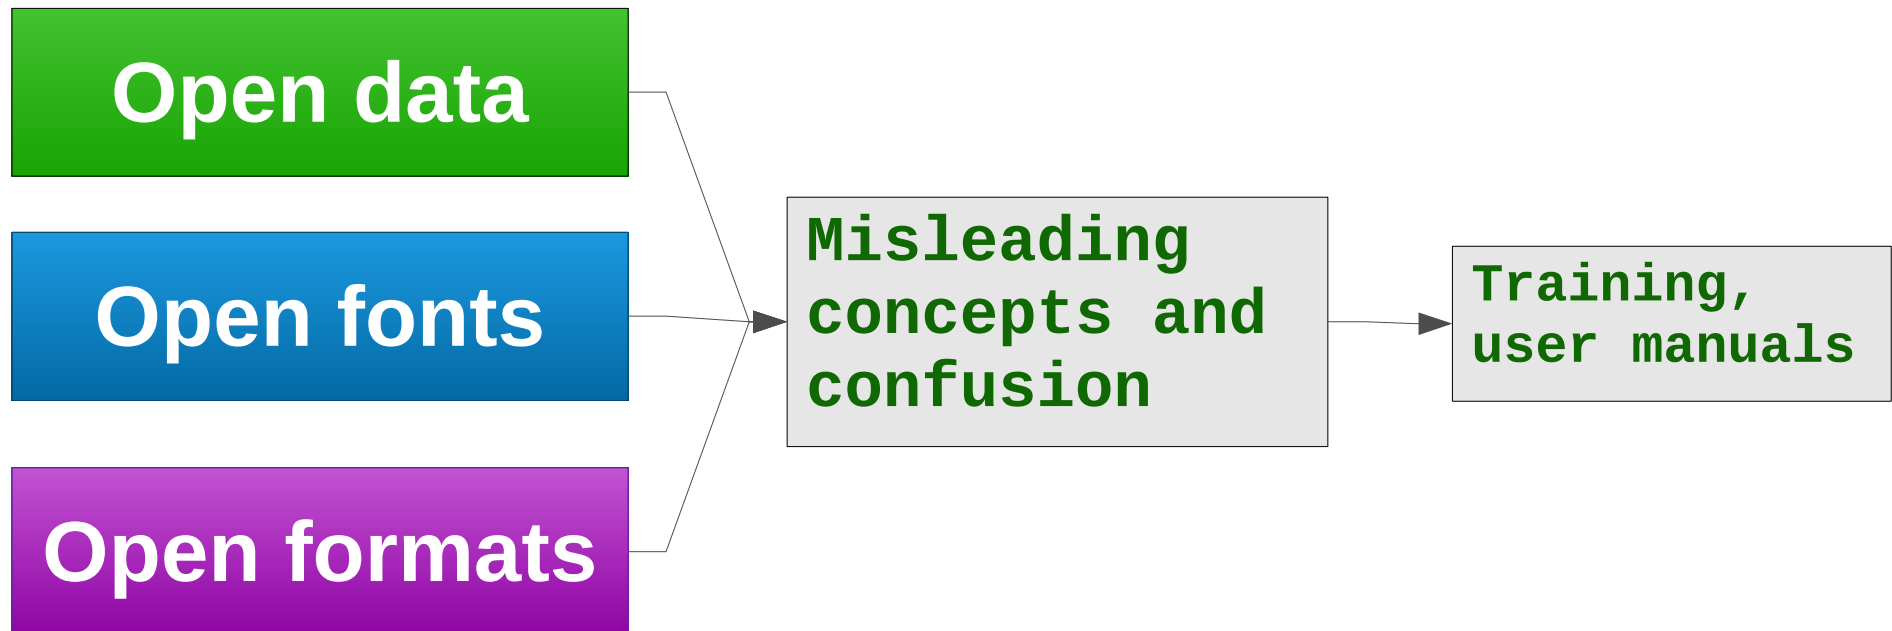 Open data
Open fonts
Open formats
Misleading
concepts and
confusion
Training,
user manuals